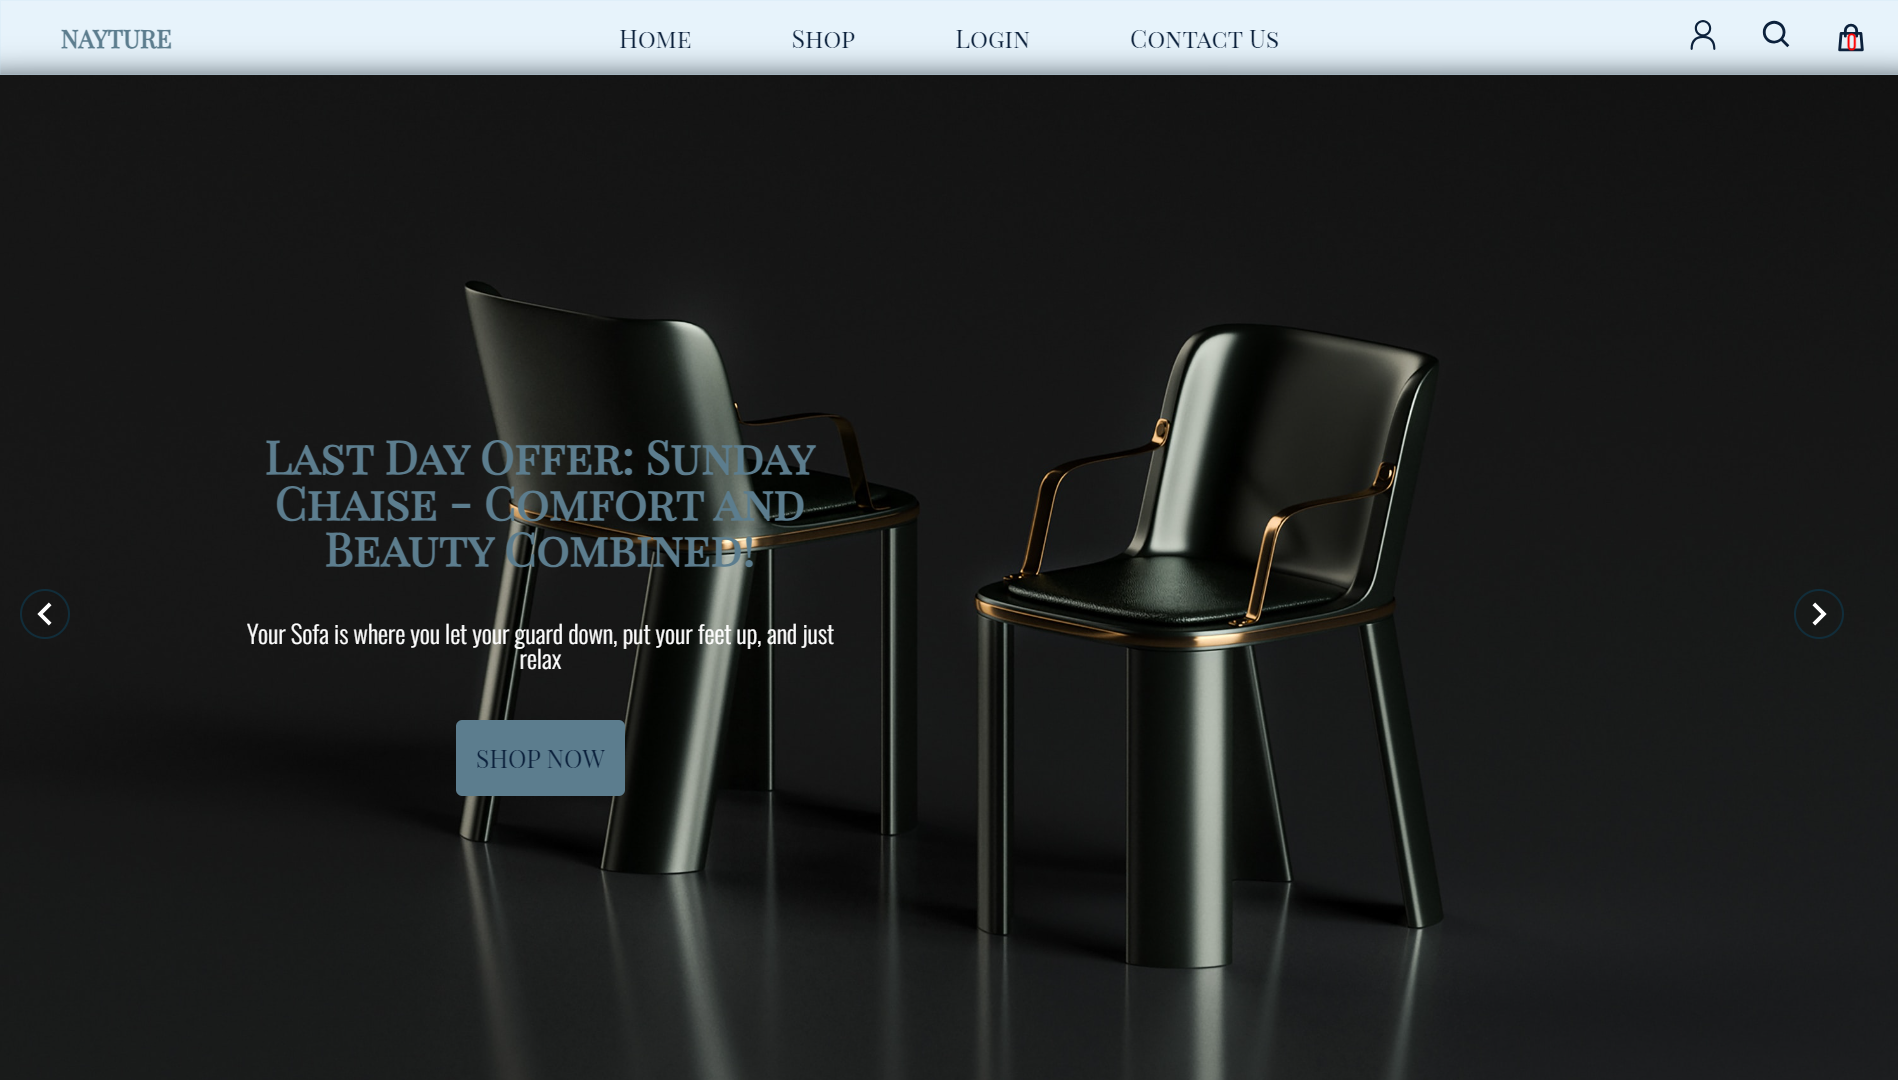 NAYTURE
Home
Shop
Login
Contact Us
0
Last Day Offer: Sunday
Chaise - Comfort and
Beauty Combined!
Your Sofa is where you let your guard down, put your feet up, and just
relax
SHOP NOW